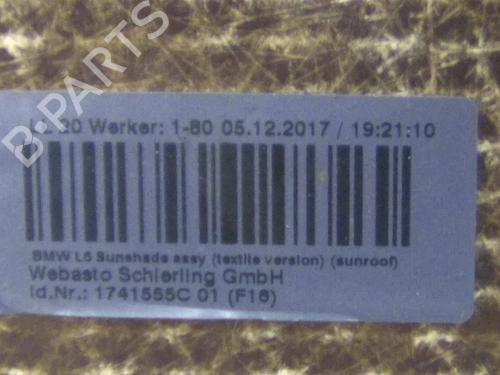 B PARTS
20 Werker: 1-80 05.12.2017 / 19:21:10
BMW L6 Sunshade assy (textile version) (sunroof)
Webasto Schierling GmbH
Id.Nr.: 1741555C 01 (F16)